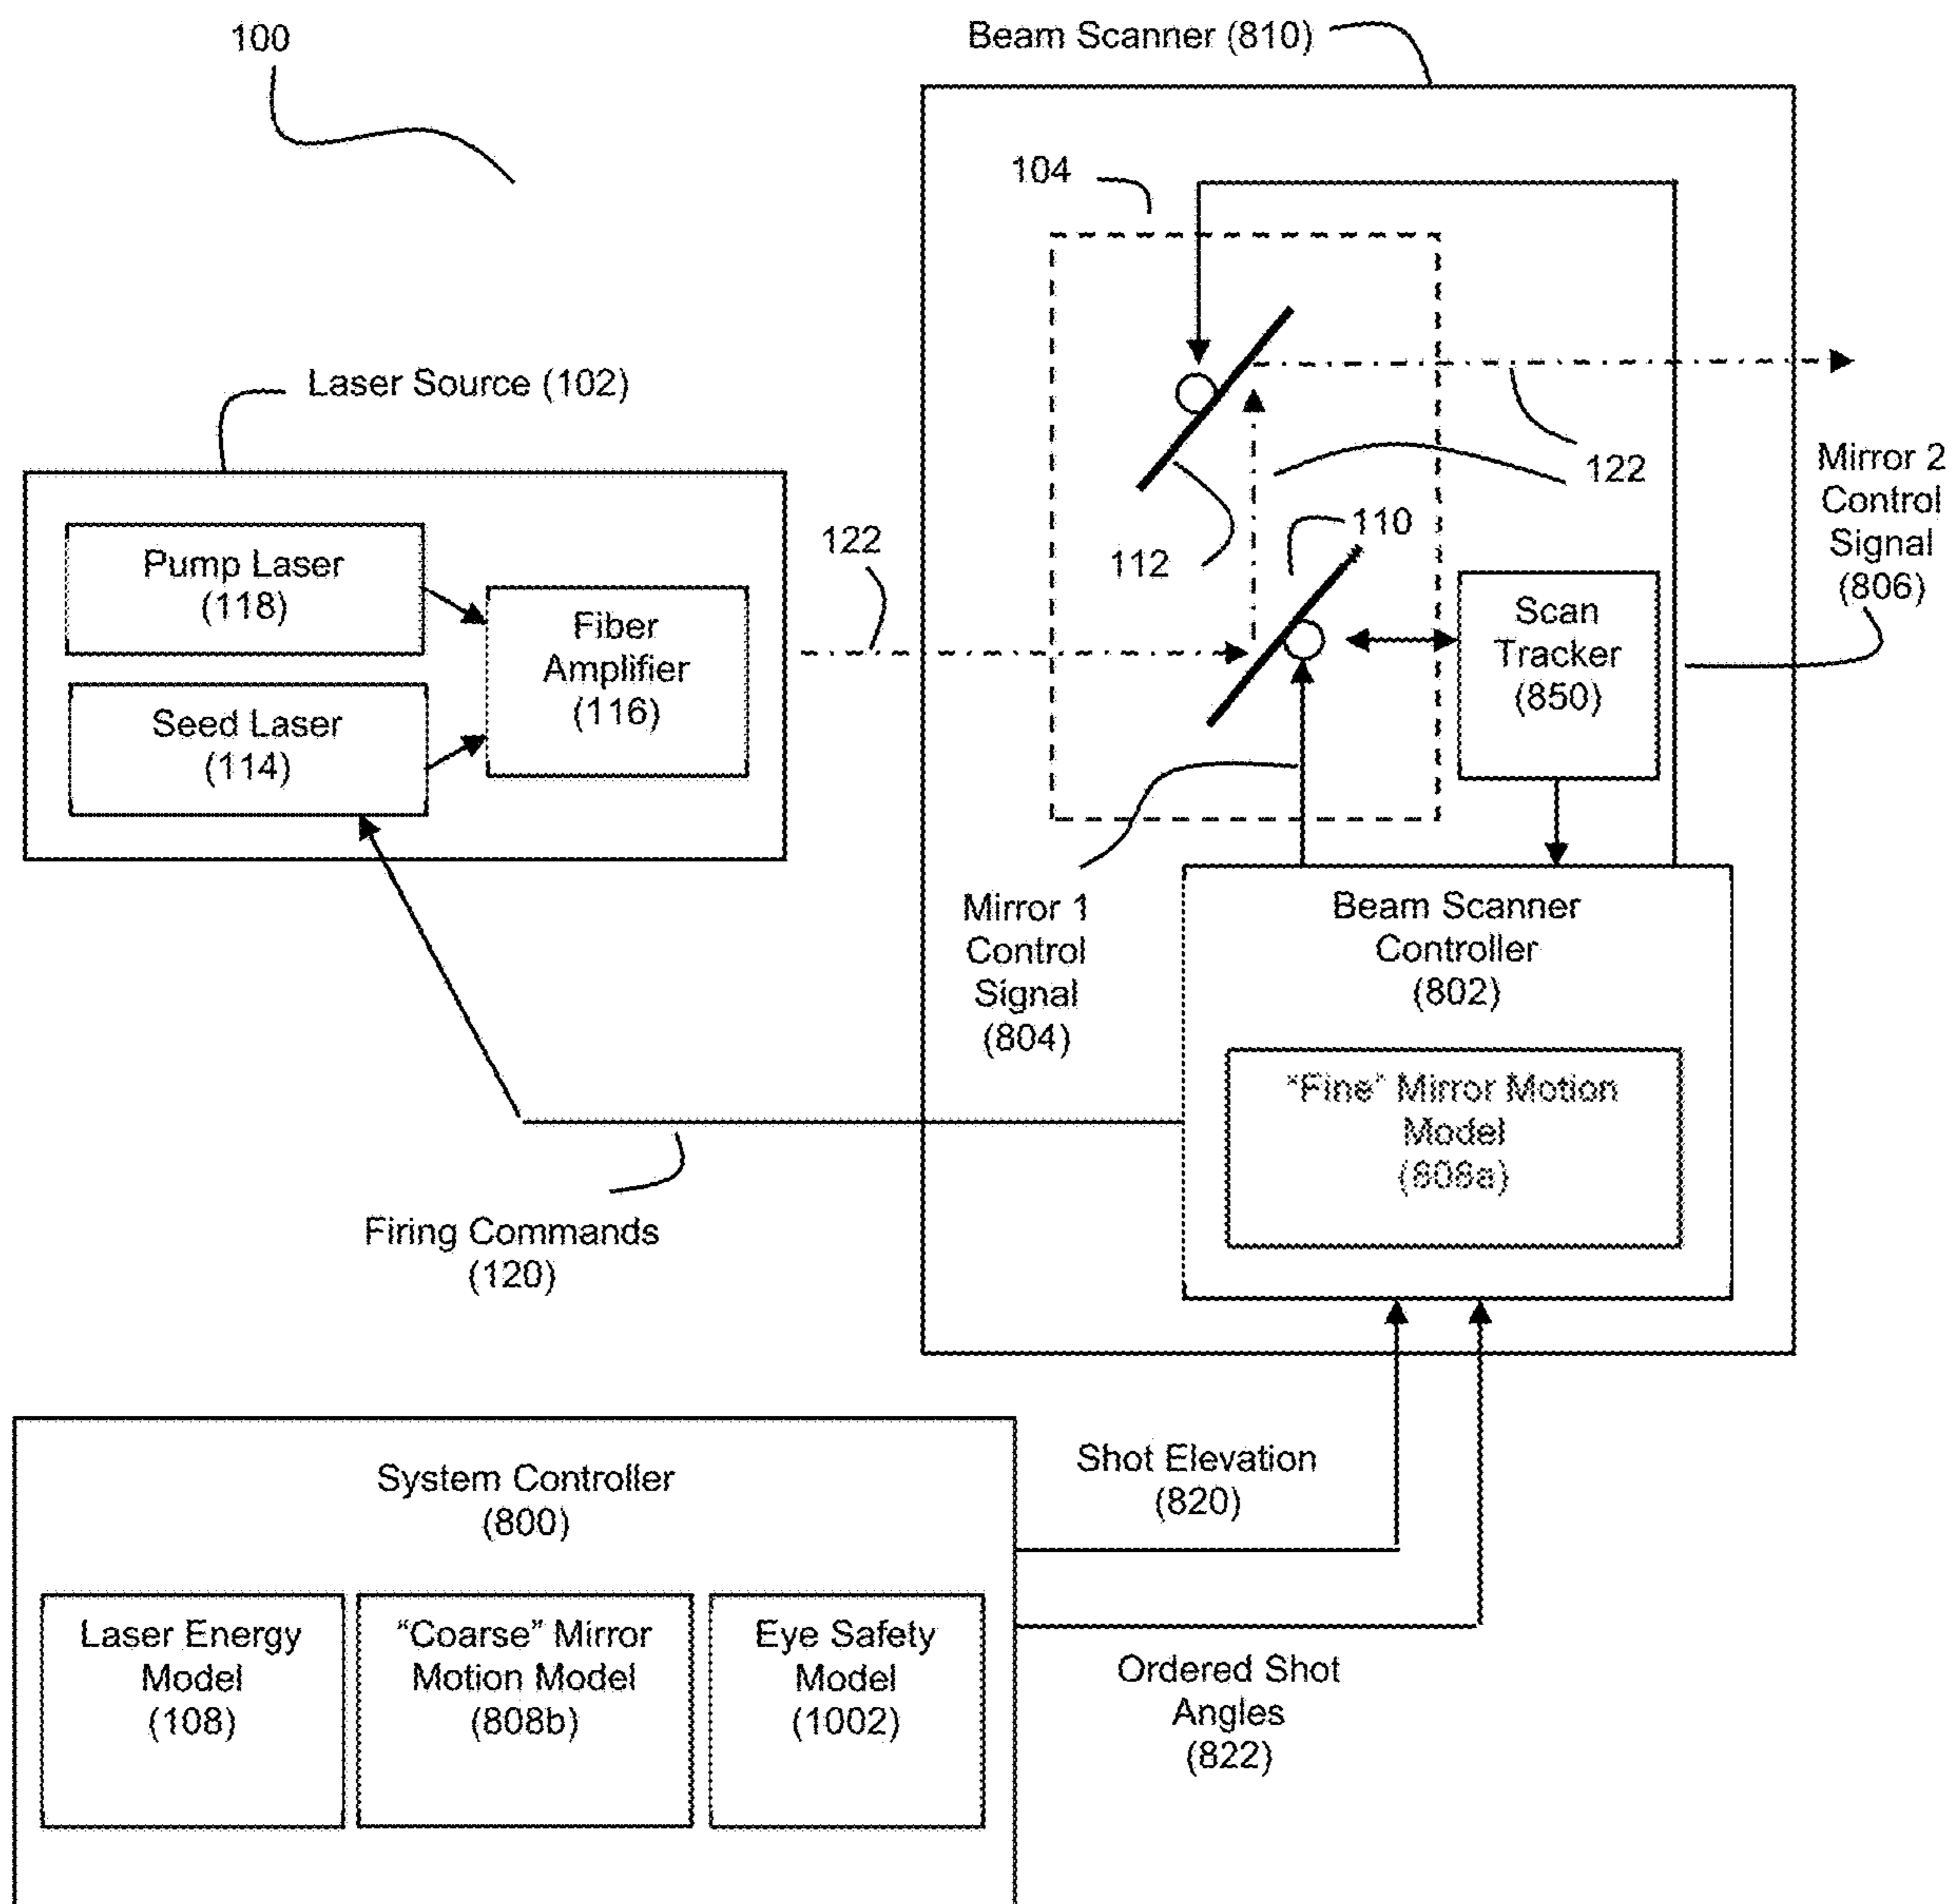 100
Beam Scanner (810)
104
Laser Source (102)
Pump Laser
(118)
Seed Laser
(114)
Fiber
Amplifier
(116)
122
112
110
122
Mirror 2
Control
Signal
(806)
Scan
Tracker
(850)
Mirror 1
Control
Signal
(804)
Beam Scanner
Controller
(802)
"Fine" Mirror Motion
Model
(808a)
Firing Commands
(120)
System Controller
(800)
Laser Energy
Model
(108)
"Coarse" Mirror
Motion Model
(808b)
Eye Safety
Model
(1002)
Shot Elevation
(820)
Ordered Shot
Angles
(822)